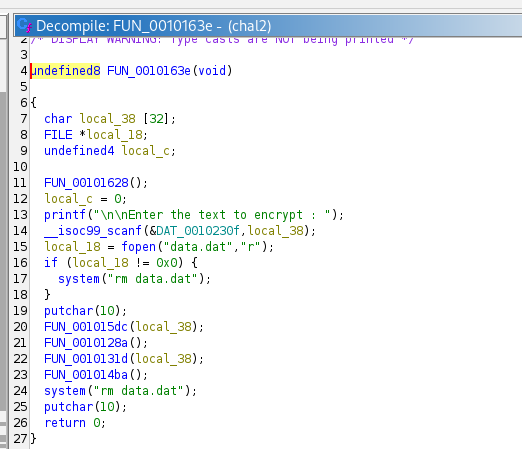 Decompile: FUN_0010163e - (chal2)
2 /* DISPLAY WARNING: Type casts are NOT being printed */
3
4 undefined8 FUN_0010163e(void)
5
6 {
7 char local_38 [32];
8 FILE *local_18;
9 undefined4 local_c;
10
11 FUN_00101628();
12 local_c = 0;
13 printf("\n\nEnter the text to encrypt : ");
14 __isoc99_scanf(&DAT_0010230f,local_38);
15 local_18 = fopen("data.dat","r");
16 if (local_18 != 0x0) {
17 system("rm data.dat");
18 }
19 putchar(10);
20 FUN_001015dc(local_38);
21 FUN_0010128a();
22 FUN_0010131d(local_38);
23 FUN_001014ba();
24 system("rm data.dat");
25 putchar(10);
26 return 0;
27 }